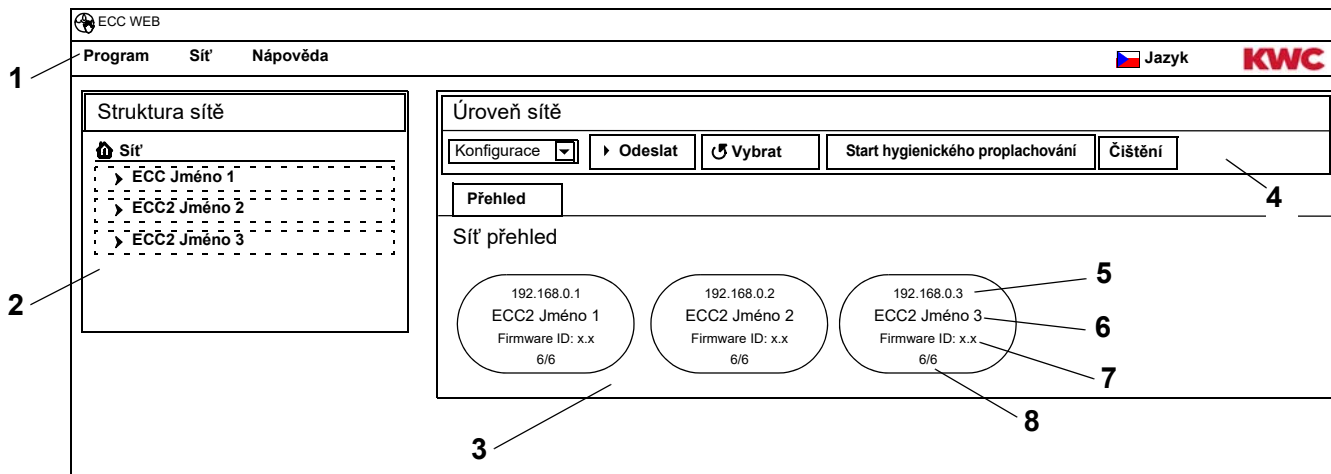 ECC WEB
Program Síť Nápověda Jazyk KWC
1
Struktura sítě
Síť
ECC Jméno 1
ECC2 Jméno 2
ECC2 Jméno 3
2
Úroveň sítě
Konfigurace Odeslat Vybrat Start hygienického proplachování Čištění
4
Přehled
Síť přehled
192.168.0.1 192.168.0.2 192.168.0.3 5
ECC2 Jméno 1 ECC2 Jméno 2 ECC2 Jméno 3 6
Firmware ID: x.x Firmware ID: x.x Firmware ID: x.x 7
6/6 6/6 6/6 8
3